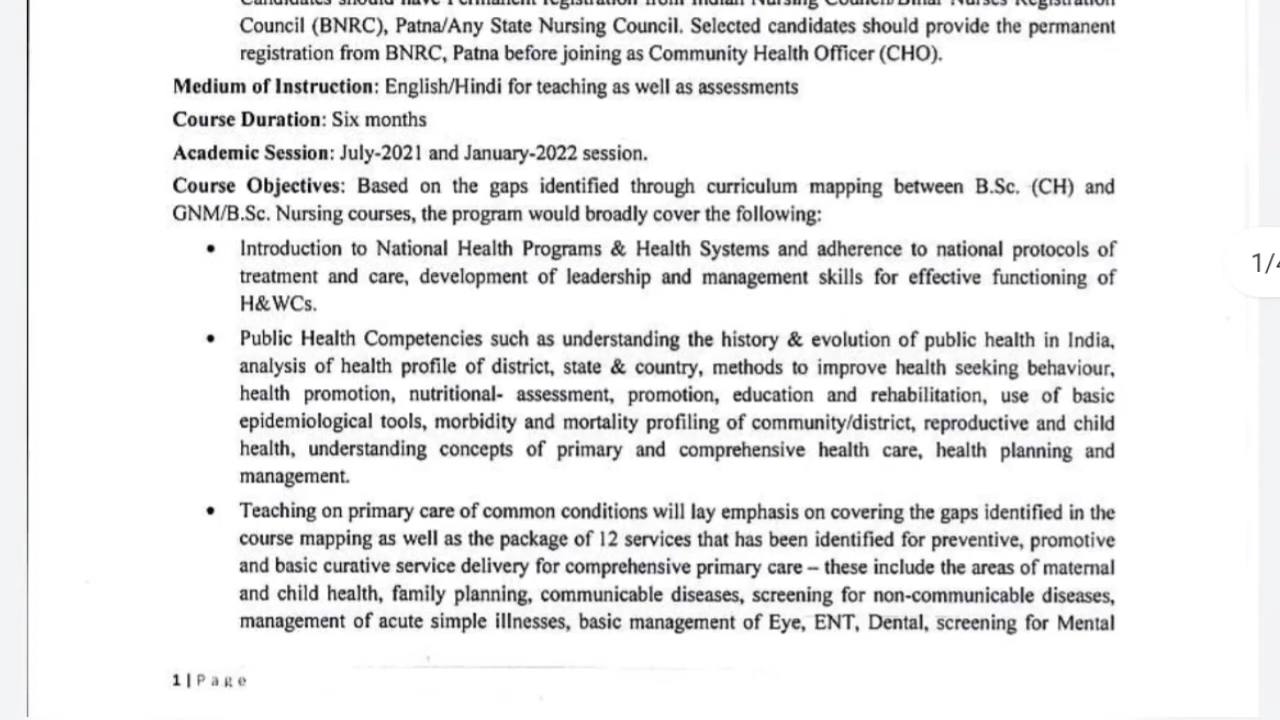 Candidates should have Permanent registration from Indian Nursing Council/Bihar Nurses Registration
Council (BNRC), Patna/Any State Nursing Council. Selected candidates should provide the permanent
registration from BNRC, Patna before joining as Community Health Officer (CHO).
Medium of Instruction: English/Hindi for teaching as well as assessments
Course Duration: Six months
Academic Session: July-2021 and January-2022 session.
Course Objectives: Based on the gaps identified through curriculum mapping between B.Sc. (CH) and
GNM/B.Sc. Nursing courses, the program would broadly cover the following:
• Introduction to National Health Programs & Health Systems and adherence to national protocols of
treatment and care, development of leadership and management skills for effective functioning of
H&WCs.
• Public Health Competencies such as understanding the history & evolution of public health in India,
analysis of health profile of district, state & country, methods to improve health seeking behaviour,
health promotion, nutritional- assessment, promotion, education and rehabilitation, use of basic
epidemiological tools, morbidity and mortality profiling of community/district, reproductive and child
health, understanding concepts of primary and comprehensive health care, health planning and
management.
• Teaching on primary care of common conditions will lay emphasis on covering the gaps identified in the
course mapping as well as the package of 12 services that has been identified for preventive, promotive
and basic curative service delivery for comprehensive primary care – these include the areas of maternal
and child health, family planning, communicable diseases, screening for non-communicable diseases,
management of acute simple illnesses, basic management of Eye, ENT, Dental, screening for Mental
1 | Page
1/4